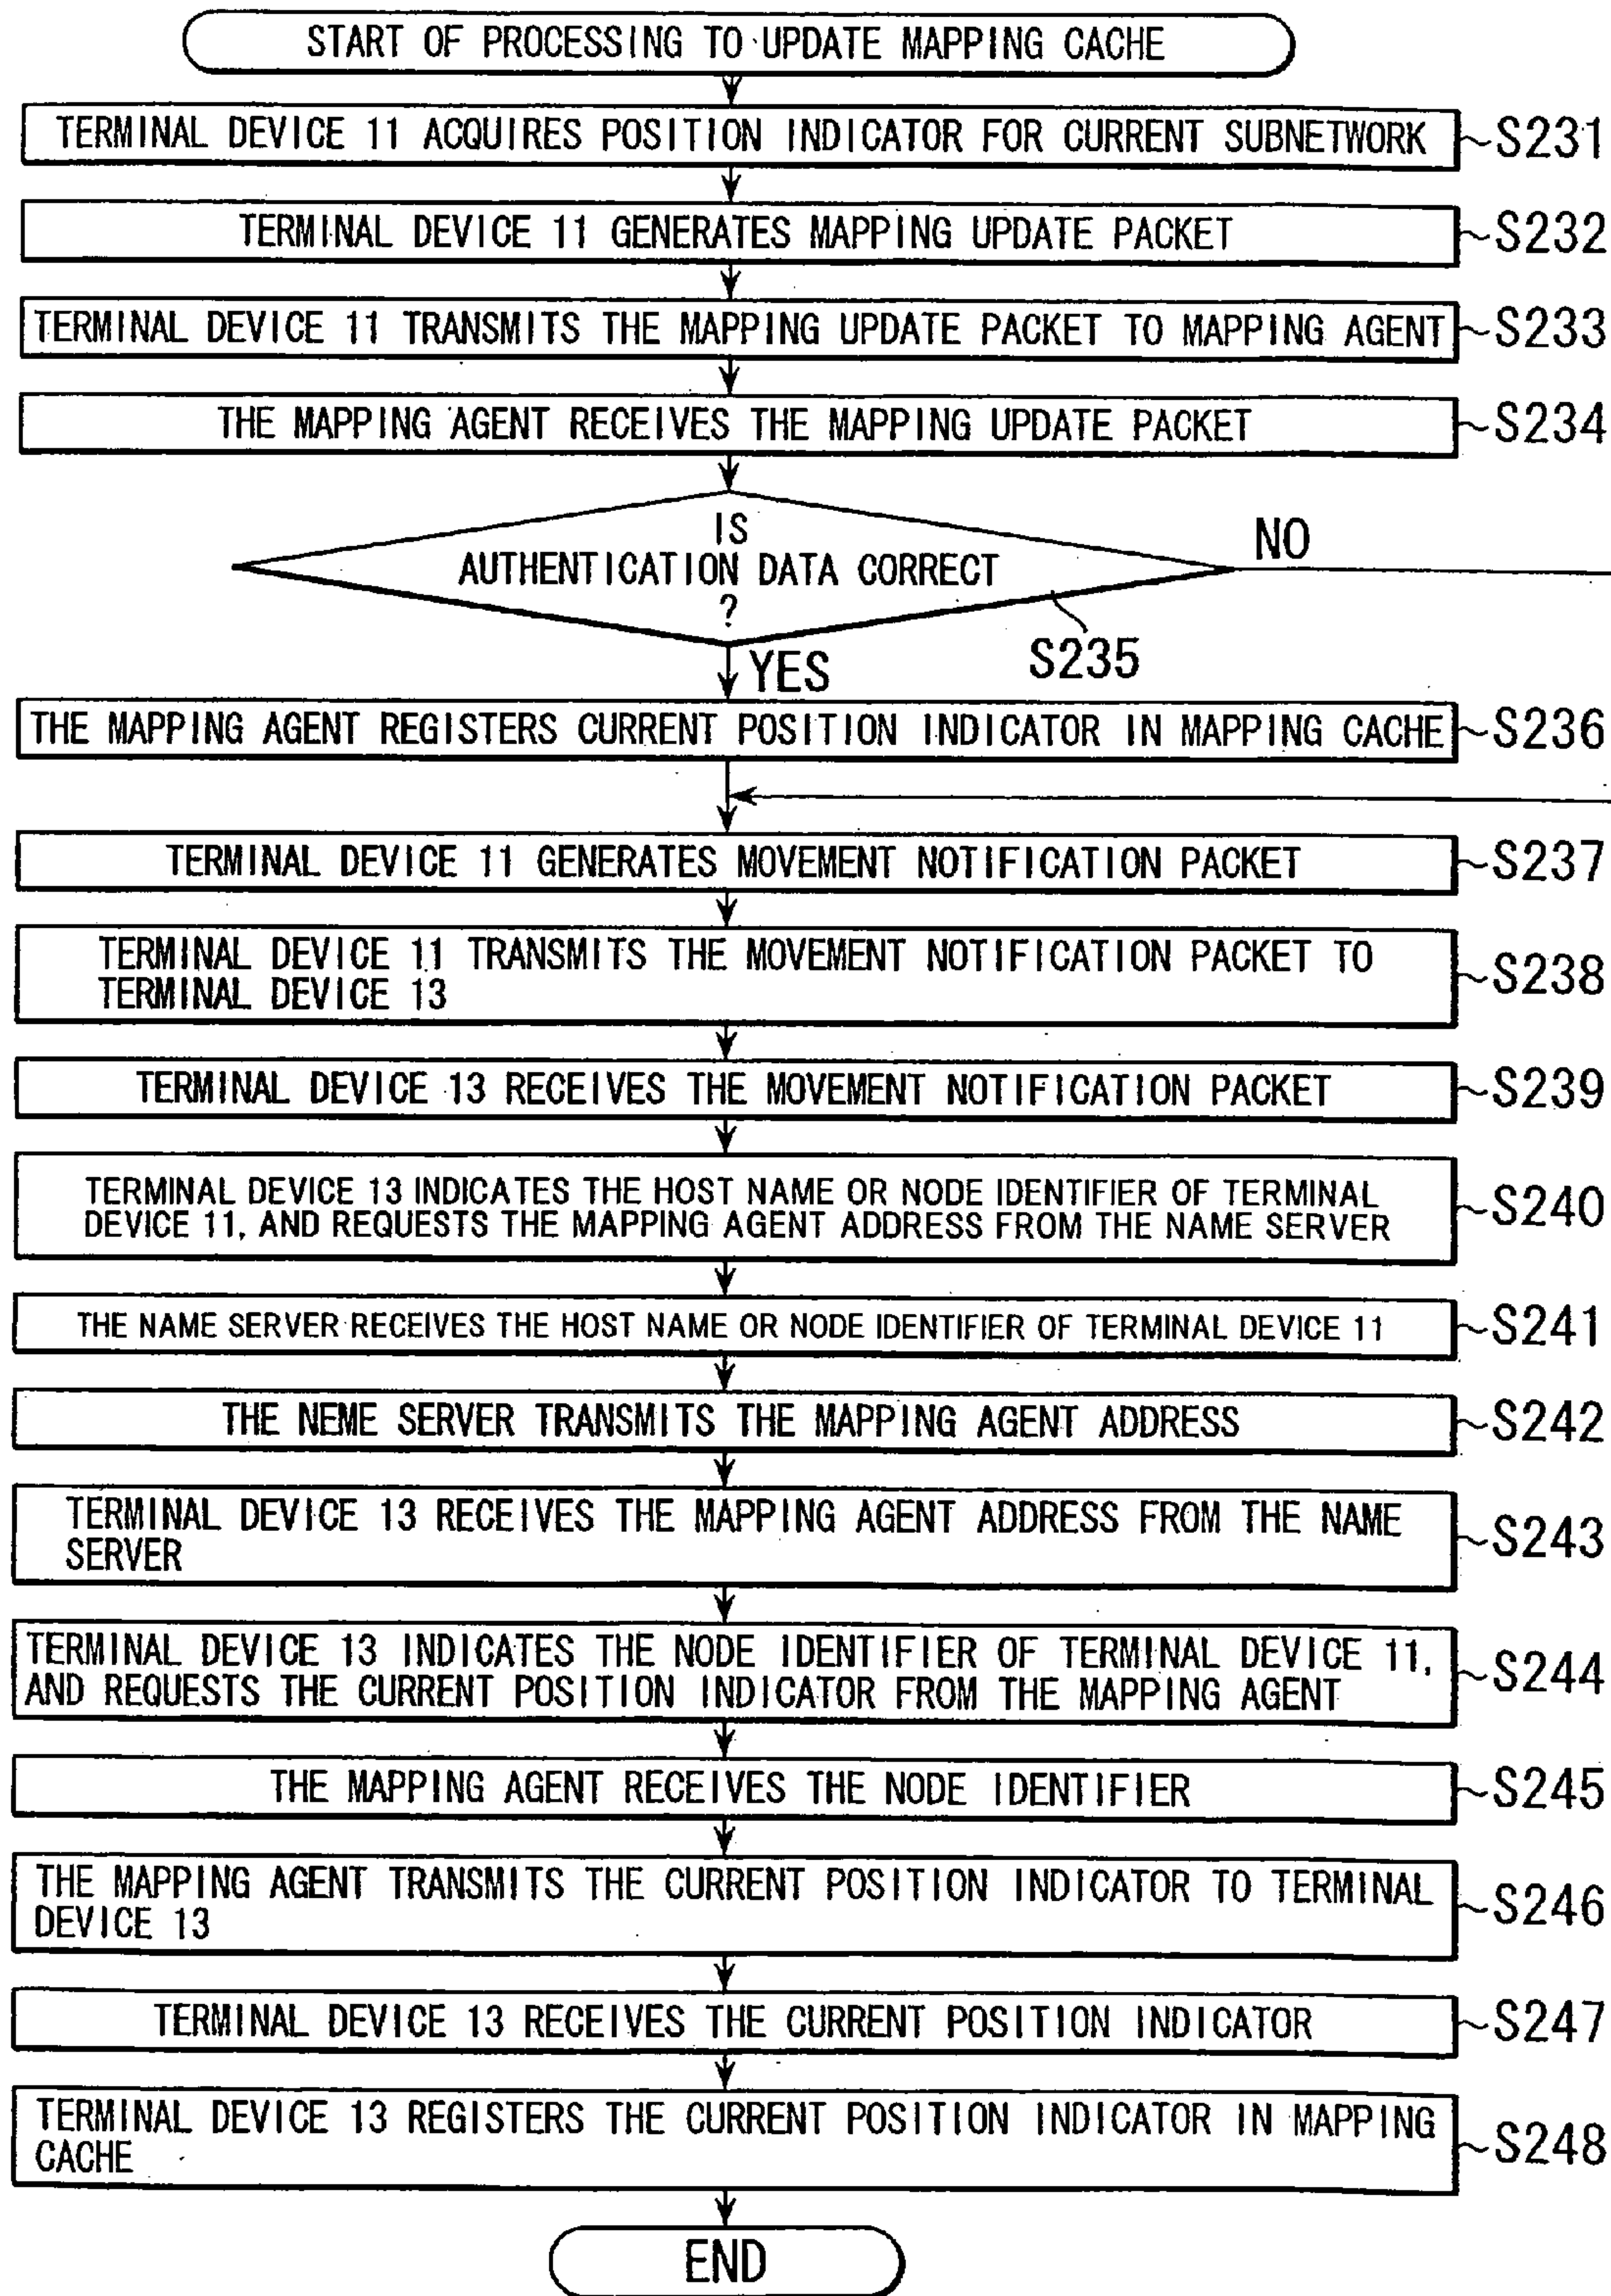 START OF PROCESSING TO UPDATE MAPPING CACHE
TERMINAL DEVICE 11 ACQUIRES POSITION INDICATOR FOR CURRENT SUBNETWORK
S231
TERMINAL DEVICE 11 GENERATES MAPPING UPDATE PACKET
S232
TERMINAL DEVICE 11 TRANSMITS THE MAPPING UPDATE PACKET TO MAPPING AGENT
S233
THE MAPPING AGENT RECEIVES THE MAPPING UPDATE PACKET
S234
IS
AUTHENTICATION DATA CORRECT
?
NO
S235
YES
THE MAPPING AGENT REGISTERS CURRENT POSITION INDICATOR IN MAPPING CACHE
S236
TERMINAL DEVICE 11 GENERATES MOVEMENT NOTIFICATION PACKET
S237
TERMINAL DEVICE 11 TRANSMITS THE MOVEMENT NOTIFICATION PACKET TO
TERMINAL DEVICE 13
S238
TERMINAL DEVICE 13 RECEIVES THE MOVEMENT NOTIFICATION PACKET
S239
TERMINAL DEVICE 13 INDICATES THE HOST NAME OR NODE IDENTIFIER OF TERMINAL
DEVICE 11, AND REQUESTS THE MAPPING AGENT ADDRESS FROM THE NAME SERVER
S240
THE NAME SERVER RECEIVES THE HOST NAME OR NODE IDENTIFIER OF TERMINAL DEVICE 11
S241
THE NEME SERVER TRANSMITS THE MAPPING AGENT ADDRESS
S242
TERMINAL DEVICE 13 RECEIVES THE MAPPING AGENT ADDRESS FROM THE NAME
SERVER
S243
TERMINAL DEVICE 13 INDICATES THE NODE IDENTIFIER OF TERMINAL DEVICE 11,
AND REQUESTS THE CURRENT POSITION INDICATOR FROM THE MAPPING AGENT
S244
THE MAPPING AGENT RECEIVES THE NODE IDENTIFIER
S245
THE MAPPING AGENT TRANSMITS THE CURRENT POSITION INDICATOR TO TERMINAL
DEVICE 13
S246
TERMINAL DEVICE 13 RECEIVES THE CURRENT POSITION INDICATOR
S247
TERMINAL DEVICE 13 REGISTERS THE CURRENT POSITION INDICATOR IN MAPPING
CACHE
S248
END